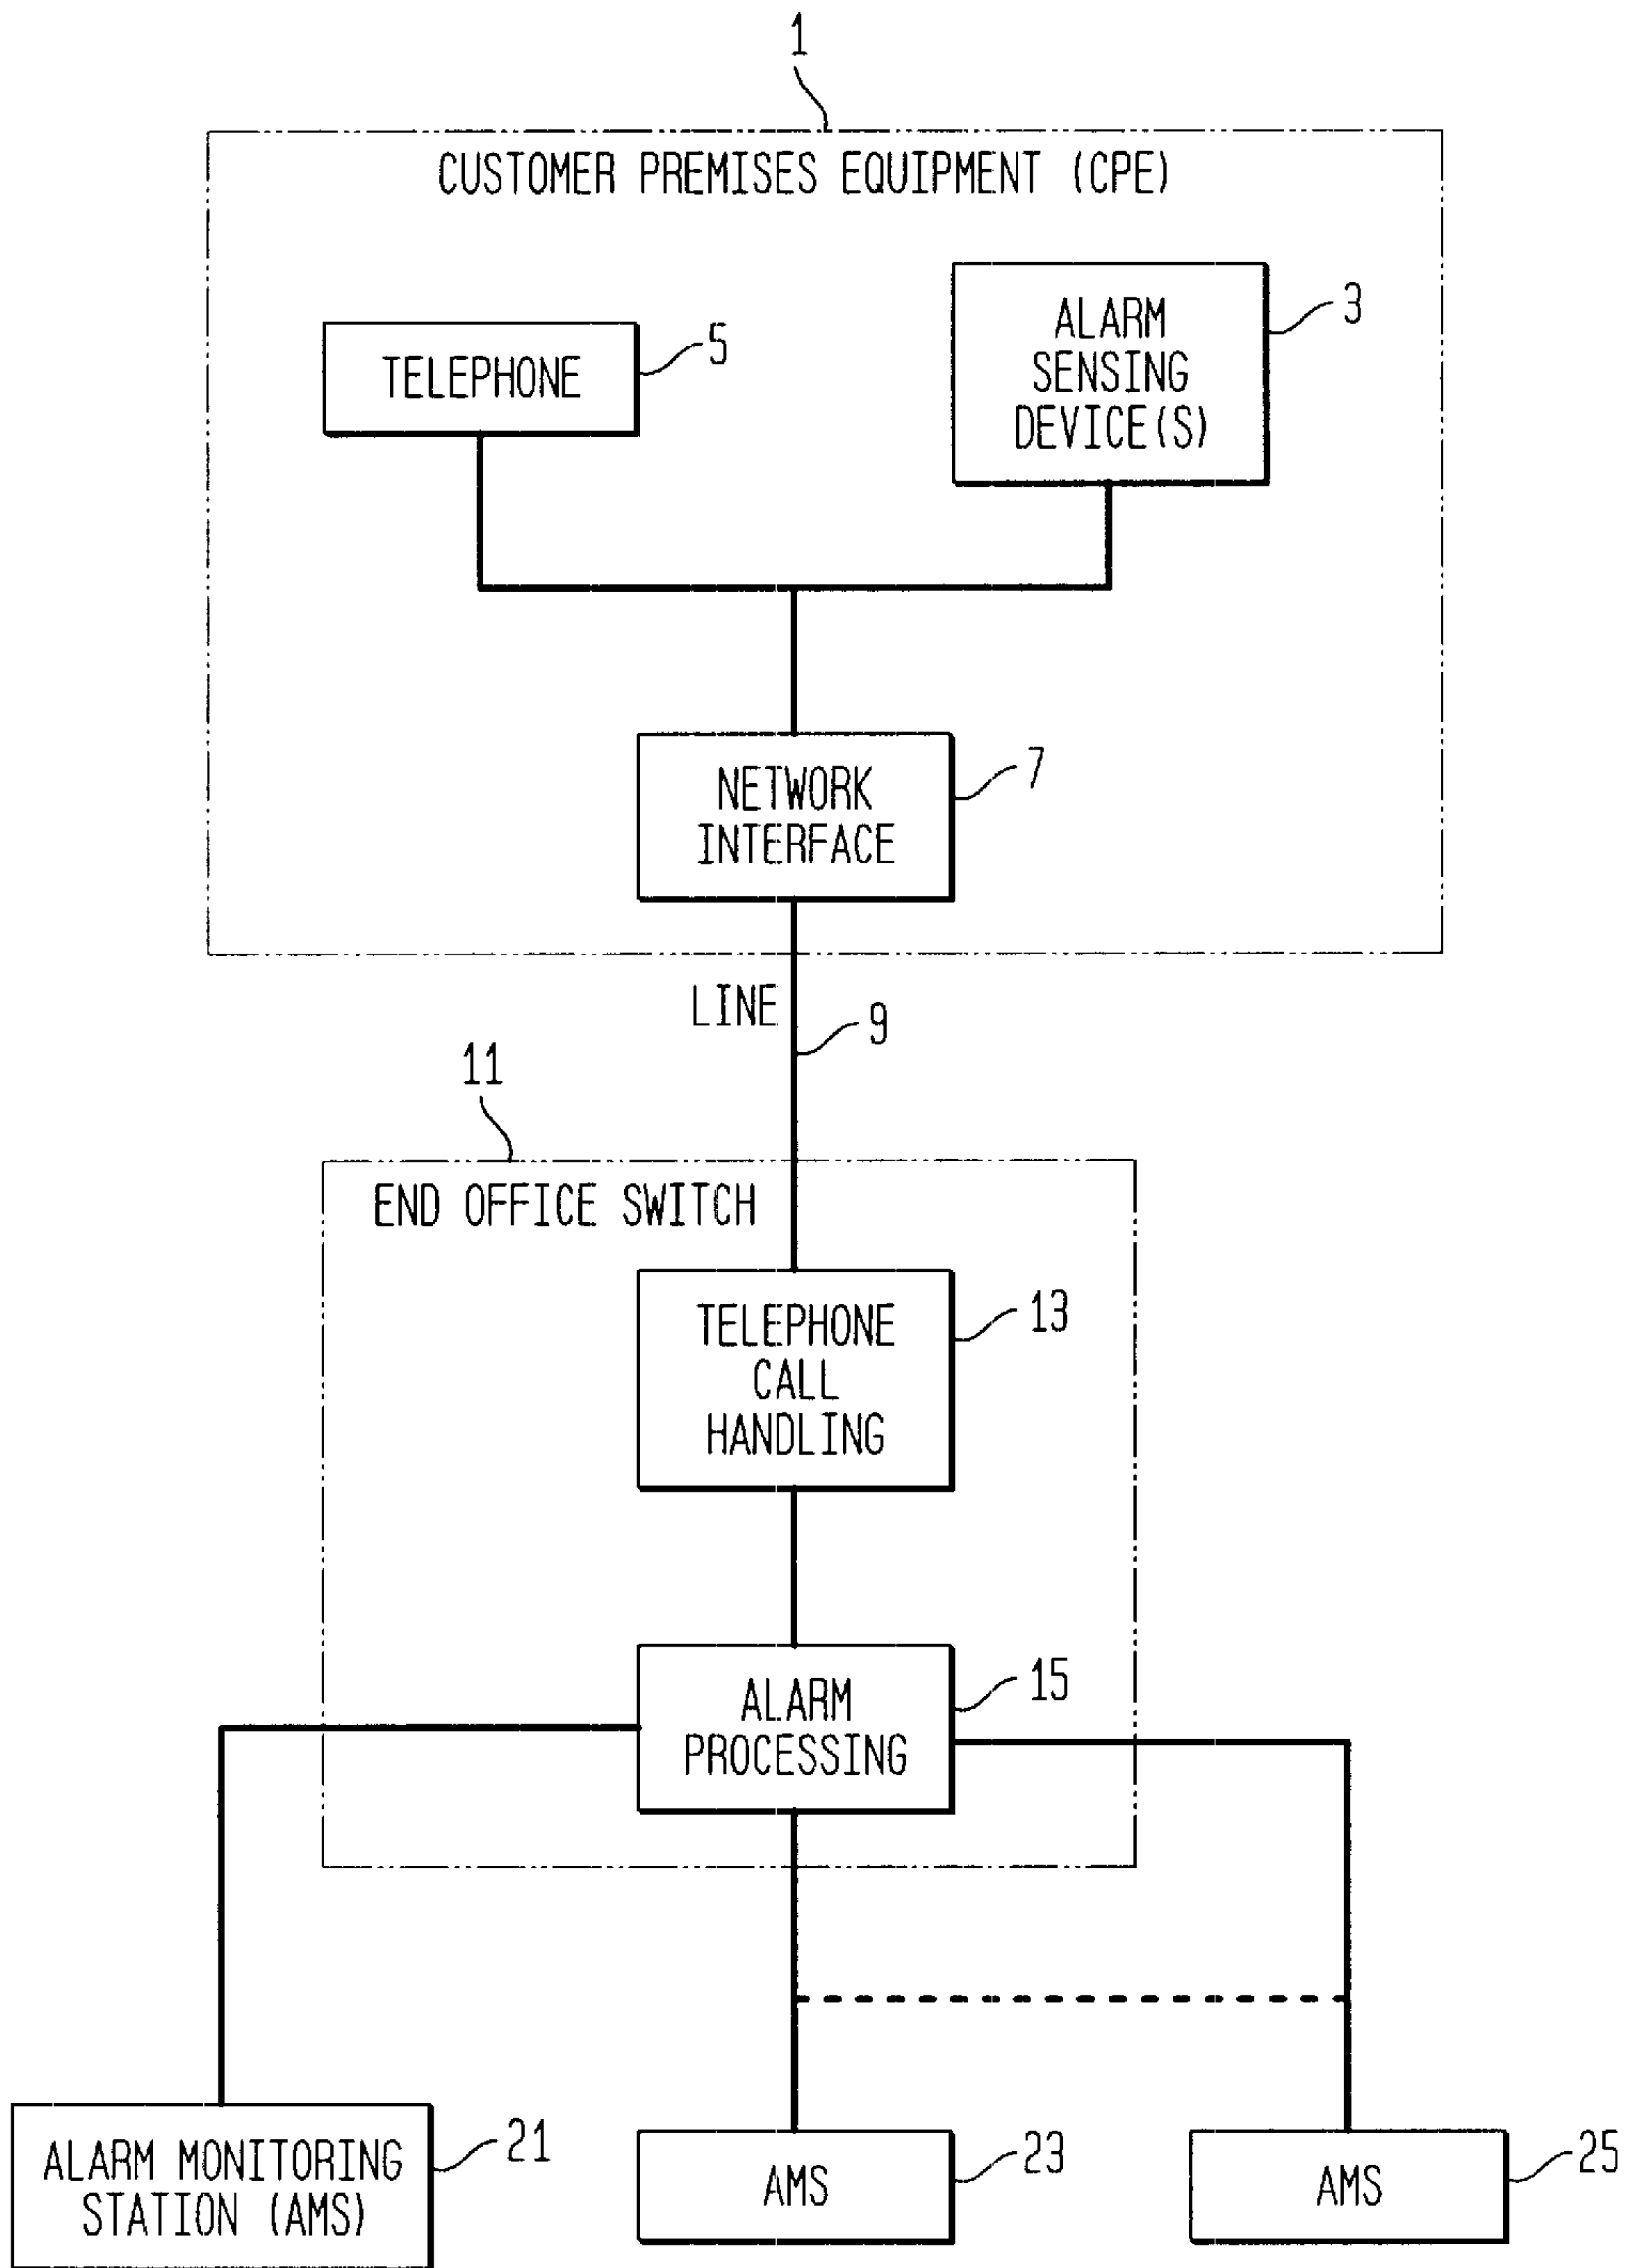 1
CUSTOMER PREMISES EQUIPMENT (CPE)
TELEPHONE
5
ALARM
SENSING
DEVICE(S)
3
NETWORK
INTERFACE
7
LINE
9
11
END OFFICE SWITCH
TELEPHONE
CALL
HANDLING
13
ALARM
PROCESSING
15
ALARM MONITORING
STATION (AMS)
21
AMS
23
AMS
25